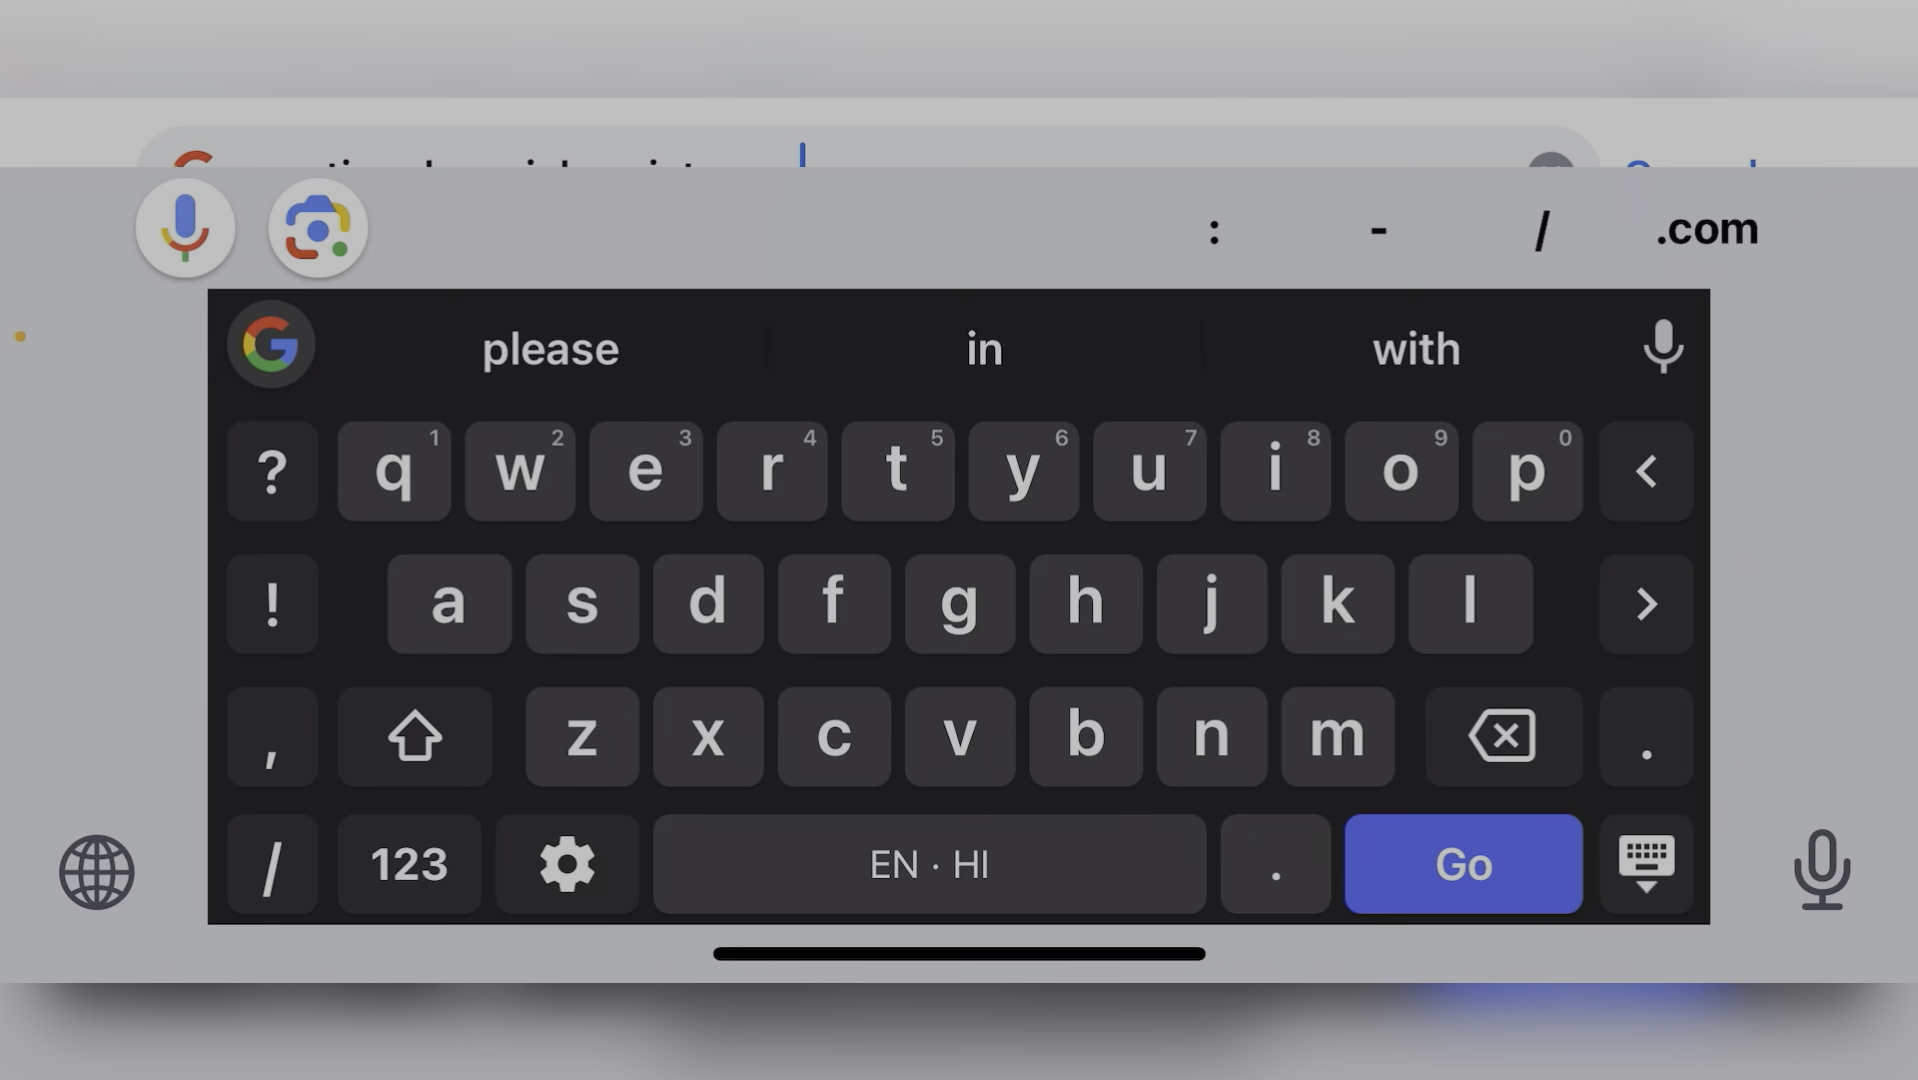 : - / .com
please in with
? q 1 w 2 e 3 r 4 t 5 y 6 u 7 i 8 o 9 p 0 <
! a s d f g h j k l >
, z x c v b n m .
/ 123 EN · HI . Go